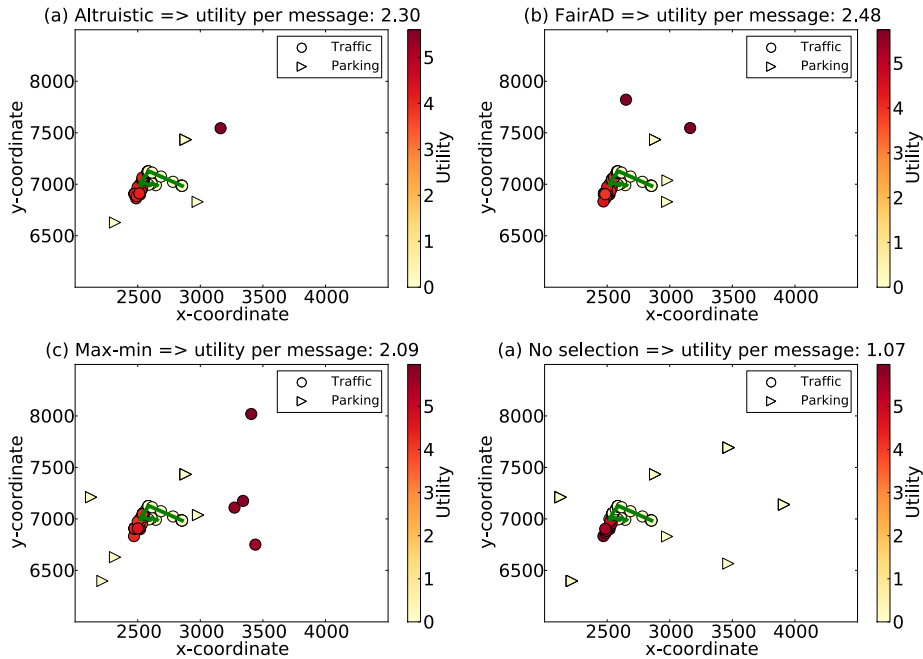 (a) Altruistic => utility per message: 2.30
Traffic
Parking
8000
7500
7000
6500
y-coordinate
2500 3000 3500 4000
x-coordinate
5
4
3
2
1
0
Utility
(b) FairAD => utility per message: 2.48
Traffic
Parking
8000
7500
7000
6500
y-coordinate
2500 3000 3500 4000
x-coordinate
5
4
3
2
1
0
Utility
(c) Max-min => utility per message: 2.09
Traffic
Parking
8000
7500
7000
6500
y-coordinate
2500 3000 3500 4000
x-coordinate
5
4
3
2
1
0
Utility
(a) No selection => utility per message: 1.07
Traffic
Parking
8000
7500
7000
6500
y-coordinate
2500 3000 3500 4000
x-coordinate
5
4
3
2
1
0
Utility